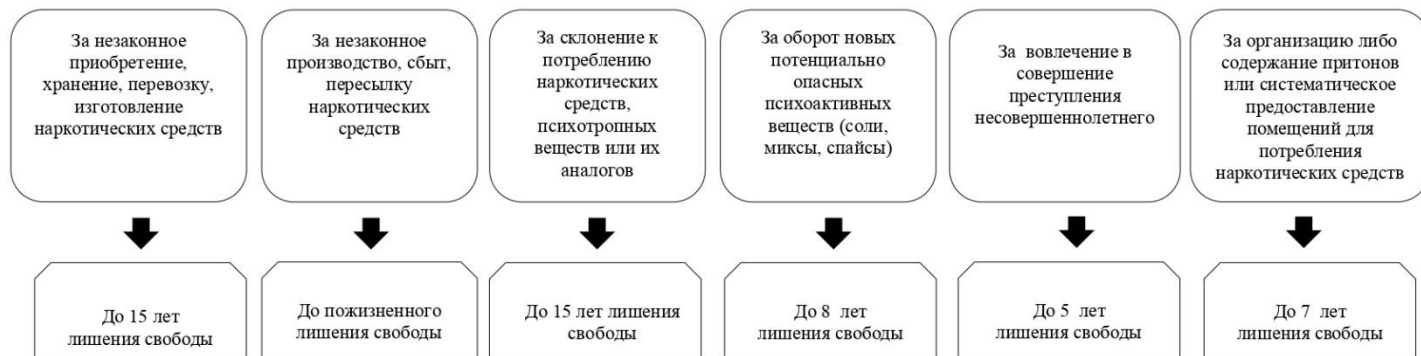 За незаконное
приобретение,
хранение, перевозку,
изготовление
наркотических средств
За незаконное
производство, сбыт,
пересылку
наркотических
средств
За склонение к
потреблению
наркотических
средств,
психотропных
веществ или их
аналогов
За оборот новых
потенциально
опасных
психоактивных
веществ (соли,
миксы, спайсы)
За вовлечение в
совершение
преступления
несовершеннолетнего
За организацию либо
содержание притонов
или систематическое
предоставление
помещений для
потребления
наркотических средств
До 15 лет
лишения свободы
До пожизненного
лишения свободы
До 15 лет лишения
свободы
До 8 лет
лишения свободы
До 5 лет
лишения свободы
До 7 лет
лишения свободы